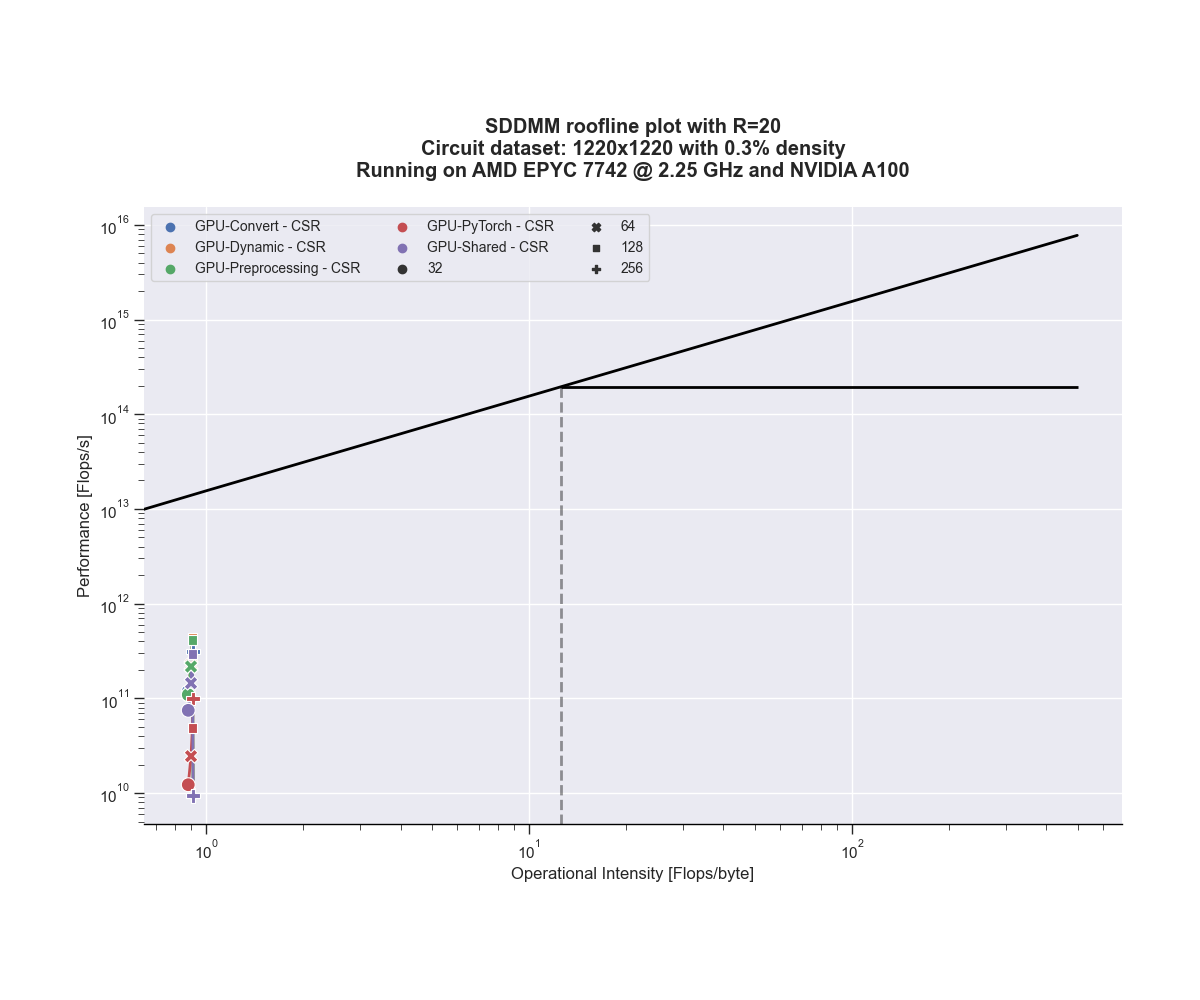 SDDMM roofline plot with R=20
Circuit dataset: 1220x1220 with 0.3% density
Running on AMD EPYC 7742 @ 2.25 GHz and NVIDIA A100
GPU-Convert - CSR
GPU-Dynamic - CSR
GPU-Preprocessing - CSR
GPU-PyTorch - CSR
GPU-Shared - CSR
32
64
128
256
10^16
10^15
10^14
10^13
10^12
10^11
10^10
Performance [Flops/s]
10^0
10^1
10^2
Operational Intensity [Flops/byte]